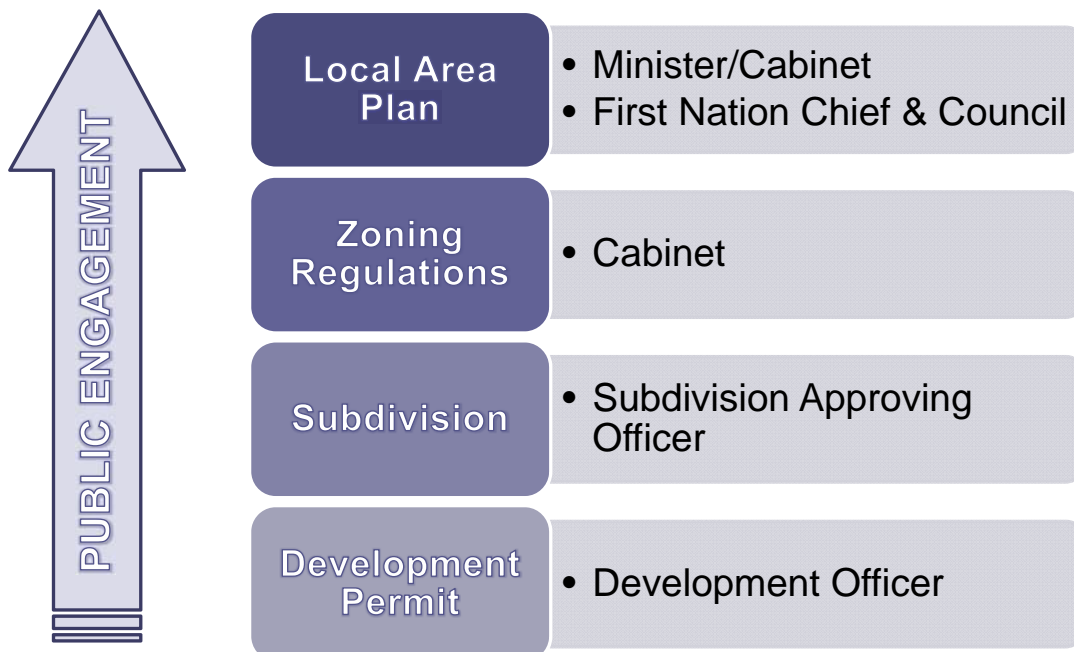 PUBLIC ENGAGEMENT
Local Area
Plan
• Minister/Cabinet
• First Nation Chief & Council
Zoning
Regulations
• Cabinet
Subdivision
• Subdivision Approving
Officer
Development
Permit
• Development Officer